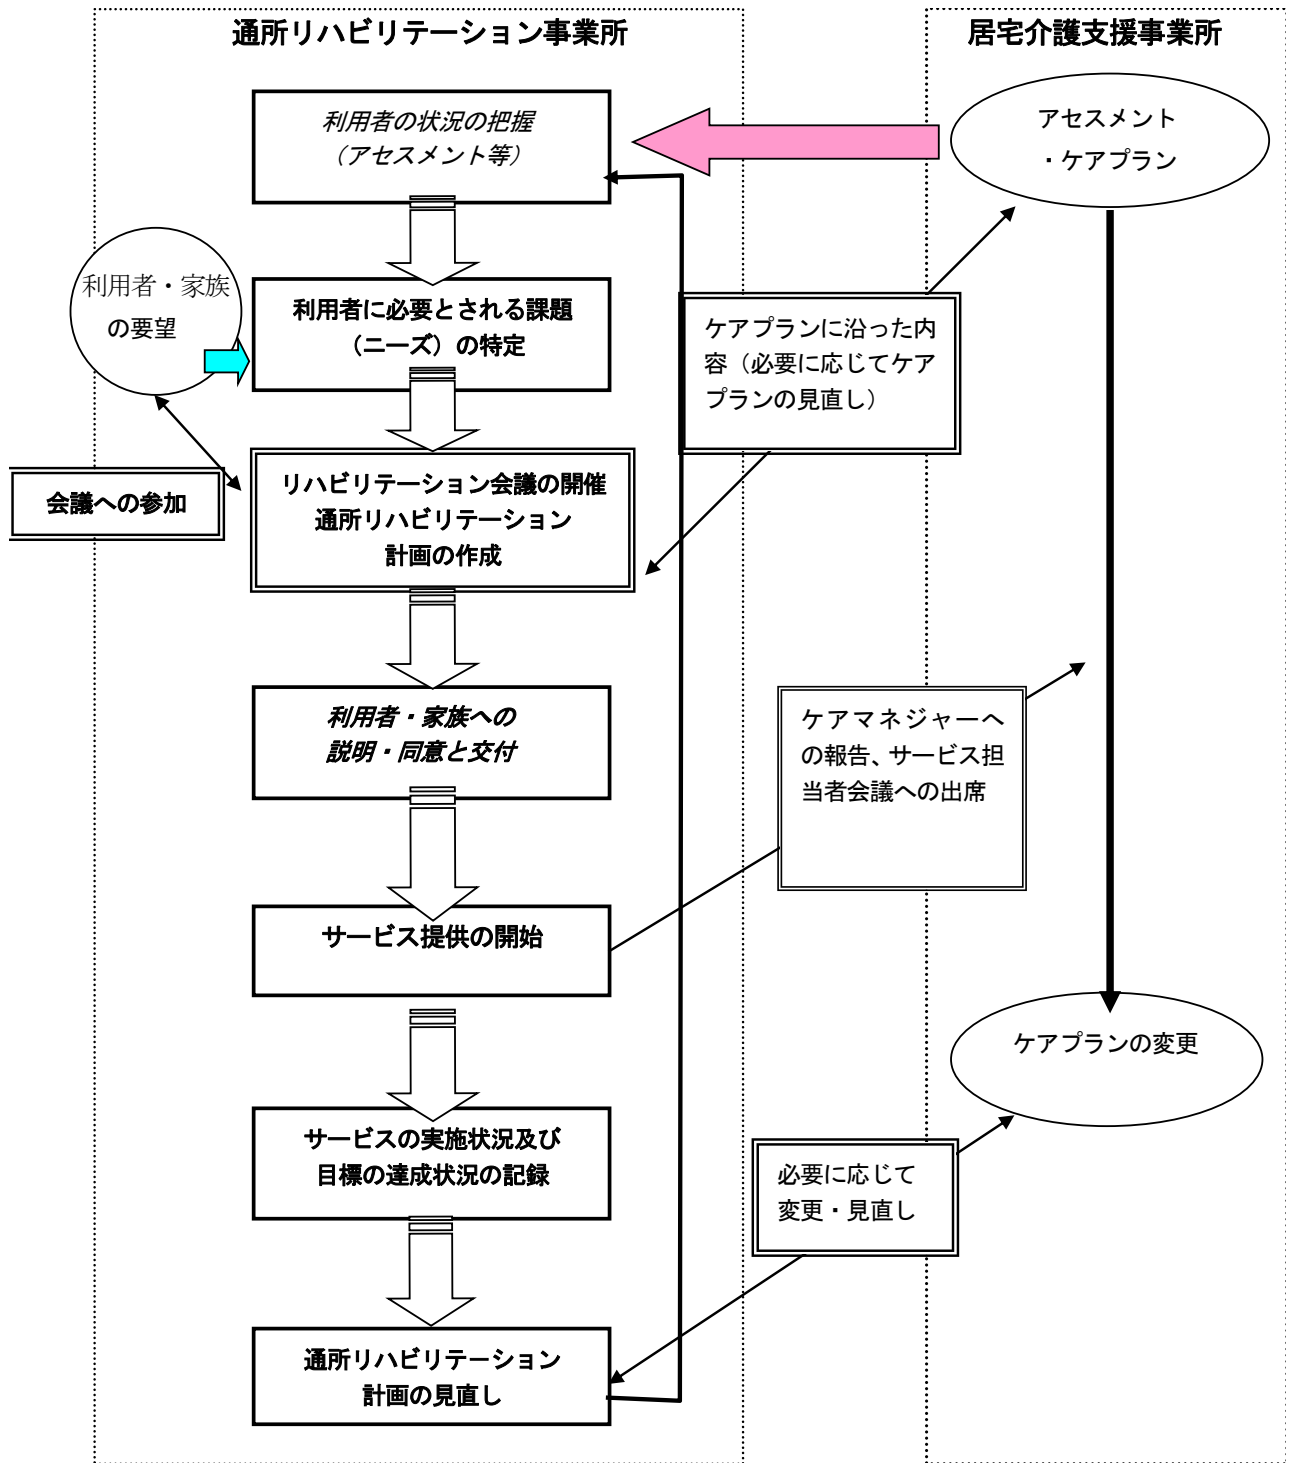 通所リハビリテーション事業所
居宅介護支援事業所
利用者の状況の把握
（アセスメント等）
アセスメント
・ケアプラン
利用者・家族
の要望
利用者に必要とされる課題
（ニーズ）の特定
ケアプランに沿った内
容（必要に応じてケア
プランの見直し）
会議への参加
リハビリテーション会議の開催
通所リハビリテーション
計画の作成
利用者・家族への
説明・同意と交付
ケアマネジャーへ
の報告、サービス担
当者会議への出席
サービス提供の開始
ケアプランの変更
サービスの実施状況及び
目標の達成状況の記録
必要に応じて
変更・見直し
通所リハビリテーション
計画の見直し